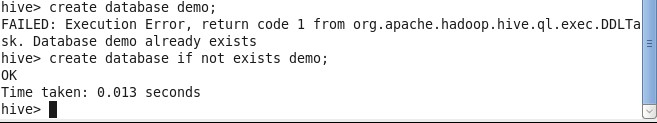 hive> create database demo;
FAILED: Execution Error, return code 1 from org.apache.hadoop.hive.ql.exec.DDLTa
sk. Database demo already exists
hive> create database if not exists demo;
OK
Time taken: 0.013 seconds
hive>